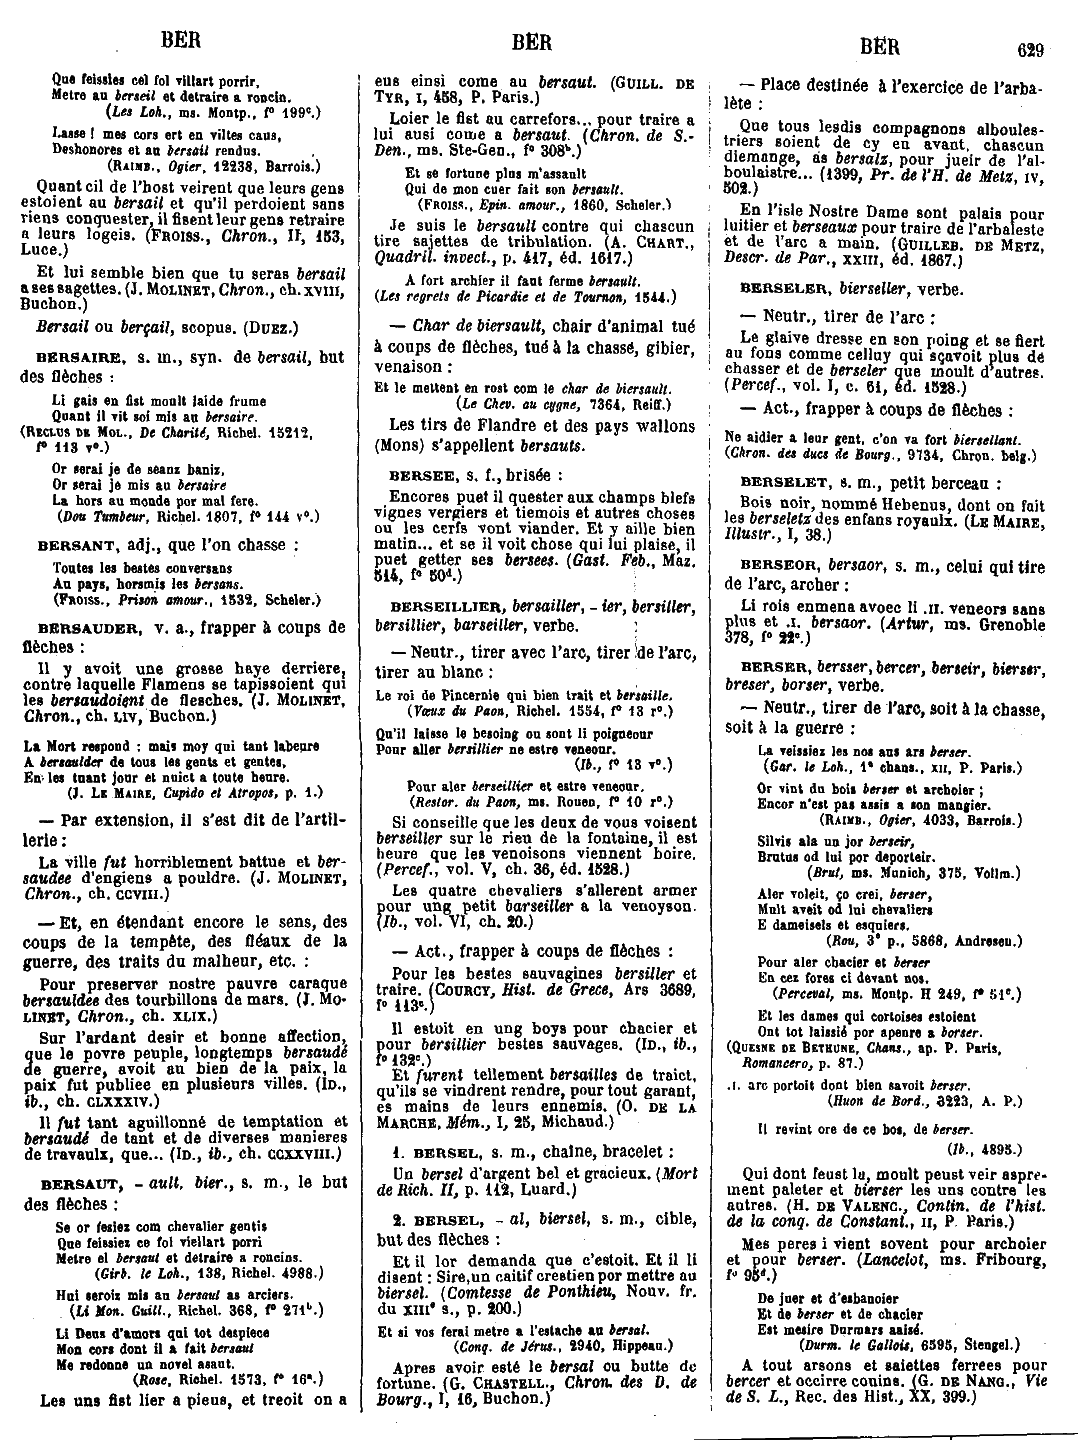 BER
BER
BER
629
Que feissies cel fol villart porrir,
Metre au berseil et detraire a roncin.
(Les Loh., ms. Montp., f° 199c.)
Lasse ! mes cors ert en viltes caus,
Deshonores et au bersail rendus.
(RAIMB., Ogier, 12238, Barrois.)
Quant cil de l'host veirent que leurs gens
estoient au bersail et qu'il perdoient sans
riens conquester, il fisent leur gens retraire
a leurs logeis. (FROISS., Chron., II, 153,
Luce.)
Et lui semble bien que tu seras bersail
a ses sagettes. (J. MOLINET, Chron., ch. XVIII,
Buchon.)
Bersail ou berçail, scopus. (DUEZ.)
BERSAIRE, s. m., syn. de bersail, but
des flèches :
Li gais en fist moult laide frume
Quant il vit soi mis au bersaire.
(RECLUS DE MOL., De Charité, Richel. 15212,
f° 113 v°.)
Or serai je de seanz baniz,
Or serai je mis au bersaire
La hors au monde por mal fere.
(Dou Tumbeur, Richel. 1807, f° 144 v°.)
BERSANT, adj., que l'on chasse :
Toutes les bestes conversans
Au pays, horsmis les bersans.
(FROISS., Prison amour., 1532, Scheler.)
BERSAUDER, v. a., frapper à coups de
flèches :
Il y avoit une grosse haye derriere,
contre laquelle Flamens se tapissoient qui
les bersaudoient de flesches. (J. MOLINET,
Chron., ch. LIV, Buchon.)
La Mort respond : mais moy qui tant labeure
A bersaulder de tous les gents et gentes,
En les tuant jour et nuict a toute heure.
(J. LE MAIRE, Cupido et Atropos, p. 1.)
— Par extension, il s'est dit de l'artil-
lerie :
La ville fut horriblement battue et ber-
saudee d'engiens a pouldre. (J. MOLINET,
Chron., ch. CCVIII.)
— Et, en étendant encore le sens, des
coups de la tempête, des fléaux de la
guerre, des traits du malheur, etc. :
Pour preserver nostre pauvre caraque
bersauldée des tourbillons de mars. (J. MO-
LINET, Chron., ch. XLIX.)
Sur l'ardant desir et bonne affection,
que le povre peuple, longtemps bersaudé
de guerre, avoit au bien de la paix, la
paix fut publiee en plusieurs villes. (ID.,
ib., ch. CLXXXIV.)
Il fut tant aguillonné de temptation et
bersaudé de tant et de diverses manieres
de travaulx, que... (ID., ib., ch. CCXXVIII.)
BERSAUT, - ault, bier., s. m., le but
des flèches :
Se or fesiez com chevalier gentis
Que feissiez ce fol viellart porri
Metre el bersaut et detraire a roncins.
(Girb. le Loh., 138, Richel. 4988.)
Hui seroiz mis au bersaut as arciers.
(Li Mon. Guill., Richel. 368, f° 271b.)
Li Deus d'amors qui tot despiece
Mon cors dont il a fait bersaut
Me redonne un novel asaut.
(Rose, Richel. 1573, f° 16a.)
Les uns fist lier a pieus, et treoit on a
eus einsi come au bersaut. (GUILL. DE
TYR, I, 458, P. Paris.)
Loier le fist au carrefors... pour traire a
lui ausi come a bersaut. (Chron. de S.-
Den., ms. Ste-Gen., f° 308b.)
Et se fortune plus m'assault
Qui de mon cuer fait son bersault.
(FROISS., Epin. amour., 1860, Scheler.)
Je suis le bersault contre qui chascun
tire sajettes de tribulation. (A. CHART.,
Quadril. invect., p. 417, éd. 1617.)
A fort archier il faut ferme bersault.
(Les regrets de Picardie et de Tournon, 1544.)
— Char de biersault, chair d'animal tué
à coups de flèches, tué à la chasse, gibier,
venaison :
Et le mettent en rost com le char de biersault.
(Le Chev. au cygne, 7364, Reiff.)
Les tirs de Flandre et des pays wallons
(Mons) s'appellent bersauts.
BERSEE, s. f., brisée :
Encores puet il quester aux champs blefs
vignes vergiers et tiemois et autres choses
ou les cerfs vont viander. Et y aille bien
matin... et se il voit chose qui lui plaise, il
puet getter ses bersees. (Gast. Feb., Maz.
514, f° 50d.)
BERSEILLIER, bersailler, - ier, bersiller,
bersillier, barseiller, verbe.
— Neutr., tirer avec l'arc, tirer de l'arc,
tirer au blanc :
Le roi de Pincernie qui bien trait et bersaille.
(Vœux du Paon, Richel. 1554, f° 13 r°.)
Qu'il laisse le besoing ou sont li poigneour
Pour aller bersillier ne estre veneour.
(Ib., f° 13 v°.)
Pour aler berseillier et estre veneour.
(Restor. du Paon, ms. Rouen, f° 10 r°.)
Si conseille que les deux de vous voisent
berseiller sur le rien de la fontaine, il est
heure que les venoisons viennent boire.
(Percef., vol. V, ch. 36, éd. 1528.)
Les quatre chevaliers s'allerent armer
pour ung petit barseiller a la venoyson.
(Ib., vol. VI, ch. 20.)
— Act., frapper à coups de flèches :
Pour les bestes sauvagines bersiller et
traire. (COURCY, Hist. de Grece, Ars 3689,
f° 113c.)
Il estoit en ung boys pour chacier et
pour bersillier bestes sauvages. (ID., ib.,
f° 132c.)
Et furent tellement bersailles de traict,
qu'ils se vindrent rendre, pour tout garant,
es mains de leurs ennemis. (O. DE LA
MARCHE, Mém., I, 25, Michaud.)
1. BERSEL, s. m., chaîne, bracelet :
Un bersel d'argent bel et gracieux. (Mort
de Rich. II, p. 112, Luard.)
2. BERSEL, - al, biersel, s. m., cible,
but des flèches :
Et il lor demanda que c'estoit. Et il li
disent : Sire, un caitif crestien por mettre au
biersel. (Comtesse de Ponthieu, Nouv. fr.
du XIIIe s., p. 200.)
Et si vos ferai metre a l'estache au bersal.
(Conq. de Jérus., 2940, Hippeau.)
Apres avoir esté le bersal ou butte de
fortune. (G. CHASTELL., Chron. des D. de
Bourg., I, 16, Buchon.)
— Place destinée à l'exercice de l'arba-
lète :
Que tous lesdis compagnons alboules-
triers soient de cy en avant, chascun
diemange, as bersalz, pour jueir de l'al-
boulaistre... (1399, Pr. de l'H. de Metz, IV,
502.)
En l'isle Nostre Dame sont palais pour
luitier et berseaux pour traire de l'arbaleste
et de l'arc a main. (GUILLEB. DE METZ,
Descr. de Par., XXIII, éd. 1867.)
BERSELER, bierseller, verbe.
— Neutr., tirer de l'arc :
Le glaive dresse en son poing et se fiert
au fons comme celluy qui sçavoit plus de
chasser et de berseler que moult d'autres.
(Percef., vol. I, c. 61, éd. 1528.)
— Act., frapper à coups de flèches :
Ne aidier a leur gent, c'on va fort biersellant.
(Chron. des ducs de Bourg., 9734, Chron. belg.)
BERSELET, s. m., petit berceau :
Bois noir, nommé Hebenus, dont on fait
les berseletz des enfans royaulx. (LE MAIRE,
Illustr., I, 38.)
BERSEOR, bersaor, s. m., celui qui tire
de l'arc, archer :
Li rois enmena avoec li .II. veneors sans
plus et .I. bersaor. (Artur, ms. Grenoble
378, f° 22c.)
BERSER, bersser, bercer, berseir, bierser,
breser, borser, verbe.
— Neutr., tirer de l'arc, soit à la chasse,
soit à la guerre :
La veissiez les nos aus ars berser.
(Gar. le Loh., 1e chans., XII, P. Paris.)
Or vint du bois berser et archoier ;
Encor n'est pas assis a son mangier.
(RAIMB., Ogier, 4033, Barrois.)
Silvis ala un jor berseir,
Brutus od lui por deporteir.
(Brut, ms. Munich, 375, Vollm.)
Aler voleit, ço crei, berser,
Mult aveit od lui chevaliers
E dameisels et esquiers.
(Rou, 3e p., 5868, Andresen.)
Pour aler chacier et berser
En cez fores ci devant nos.
(Perceval, ms. Montp. H 249, f° 51c.)
Et les dames qui cortoises estoient
Ont tot laissié por apenre a borser.
(QUESNE DE BETHUNE, Chans., ap. P. Paris,
Romancero, p. 87.)
.I. arc portoit dont bien savoit berser.
(Huon de Bord., 3223, A. P.)
Il revint ore de ce bos, de berser.
(Ib., 4895.)
Qui dont feust la, moult peust veir aspre-
ment paleter et bierser les uns contre les
autres. (H. DE VALENC., Contin. de l'hist.
de la conq. de Constant., II, P. Paris.)
Mes peres i vient sovent pour archoier
et pour berser. (Lancelot, ms. Fribourg,
f° 95d.)
De juer et d'esbanoier
Et de berser et de chacier
Est mesire Durmars aaisé.
(Durm. le Gallois, 6595, Stengel.)
A tout arsons et saiettes ferrees pour
bercer et occirre conins. (G. DE NANG., Vie
de S. L., Rec. des Hist., XX, 399.)